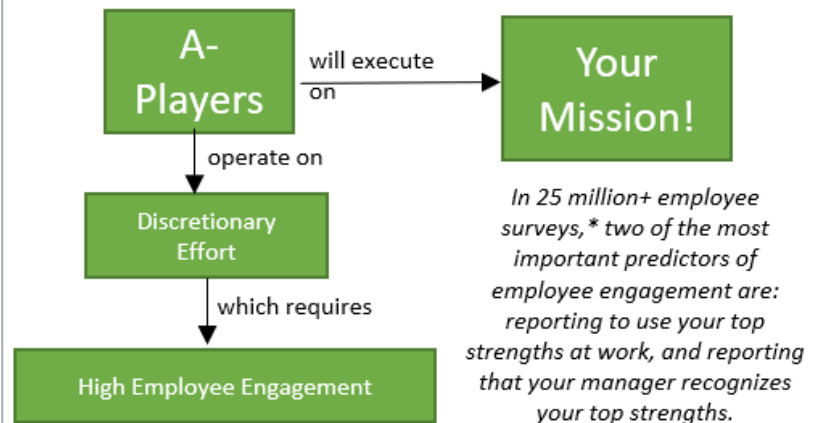 A-
Players
will execute
on
Your
Mission!
operate on
Discretionary
Effort
which requires
High Employee Engagement
In 25 million+ employee
surveys,* two of the most
important predictors of
employee engagement are:
reporting to use your top
strengths at work, and reporting
that your manager recognizes
your top strengths.